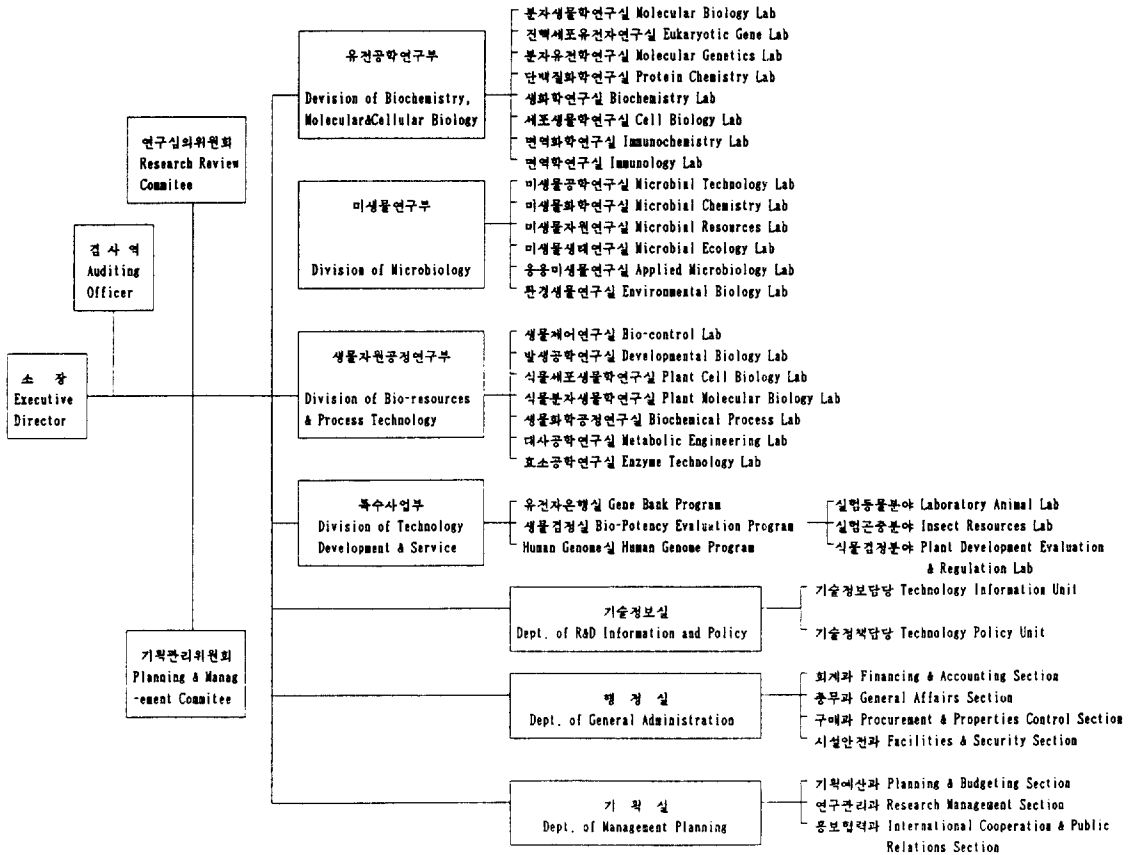 소 장
Executive
Director
검 사 역
Auditing
Officer
연구심의위원회
Research Review
Commitee
기획관리위원회
Planning & Manag
-ement Commitee
유전공학연구부
Devision of Biochemistry,
Molecular&Cellular Biology
분자생물학연구실 Molecular Biology Lab
진핵세포유전자연구실 Eukaryotic Gene Lab
분자유전학연구실 Molecular Genetics Lab
단백질화학연구실 Protein Chemistry Lab
생화학연구실 Biochemistry Lab
세포생물학연구실 Cell Biology Lab
면역화학연구실 Immunochemistry Lab
면역학연구실 Immunology Lab
미생물연구부
Division of Microbiology
미생물공학연구실 Microbial Technology Lab
미생물화학연구실 Microbial Chemistry Lab
미생물자원연구실 Microbial Resources Lab
미생물생태연구실 Microbial Ecology Lab
응용미생물연구실 Applied Microbiology Lab
환경생물연구실 Environmental Biology Lab
생물자원공정연구부
Division of Bio-resources
& Process Technology
생물제어연구실 Bio-control Lab
발생공학연구실 Developmental Biology Lab
식물세포생물학연구실 Plant Cell Biology Lab
식물분자생물학연구실 Plant Molecular Biology Lab
생물화학공정연구실 Biochemical Process Lab
대사공학연구실 Metabolic Engineering Lab
효소공학연구실 Enzyme Technology Lab
특수사업부
Division of Technology
Development & Service
유전자은행실 Gene Bank Program
생물검정실 Bio-Potency Evaluation Program
Human Genome실 Human Genome Program
실험동물분야 Laboratory Animal Lab
실험곤충분야 Insect Resources Lab
식물검정분야 Plant Development Evaluation
& Regulation Lab
기술정보실
Dept. of R&D Information and Policy
기술정보담당 Technology Information Unit
기술정책담당 Technology Policy Unit
행 정 실
Dept. of General Administration
회계과 Financing & Accounting Section
총무과 General Affairs Section
구매과 Procurement & Properties Control Section
시설안전과 Facilities & Security Section
기 획 실
Dept. of Management Planning
기획예산과 Planning & Budgeting Section
연구관리과 Research Management Section
홍보협력과 International Cooperation & Public
Relations Section